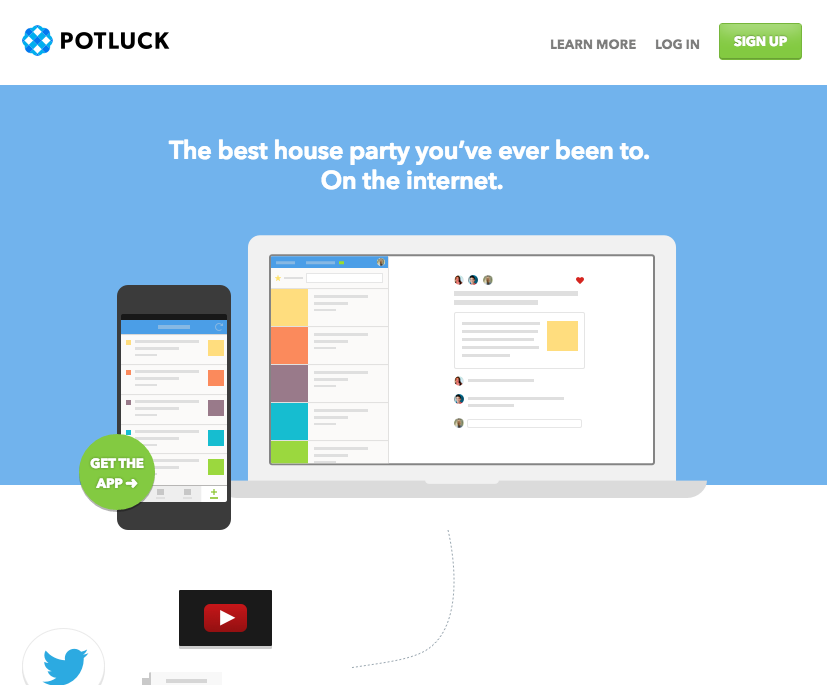 POTLUCK
LEARN MORE
LOG IN
SIGN UP
The best house party you’ve ever been to.
On the internet.
GET THE
APP ➔